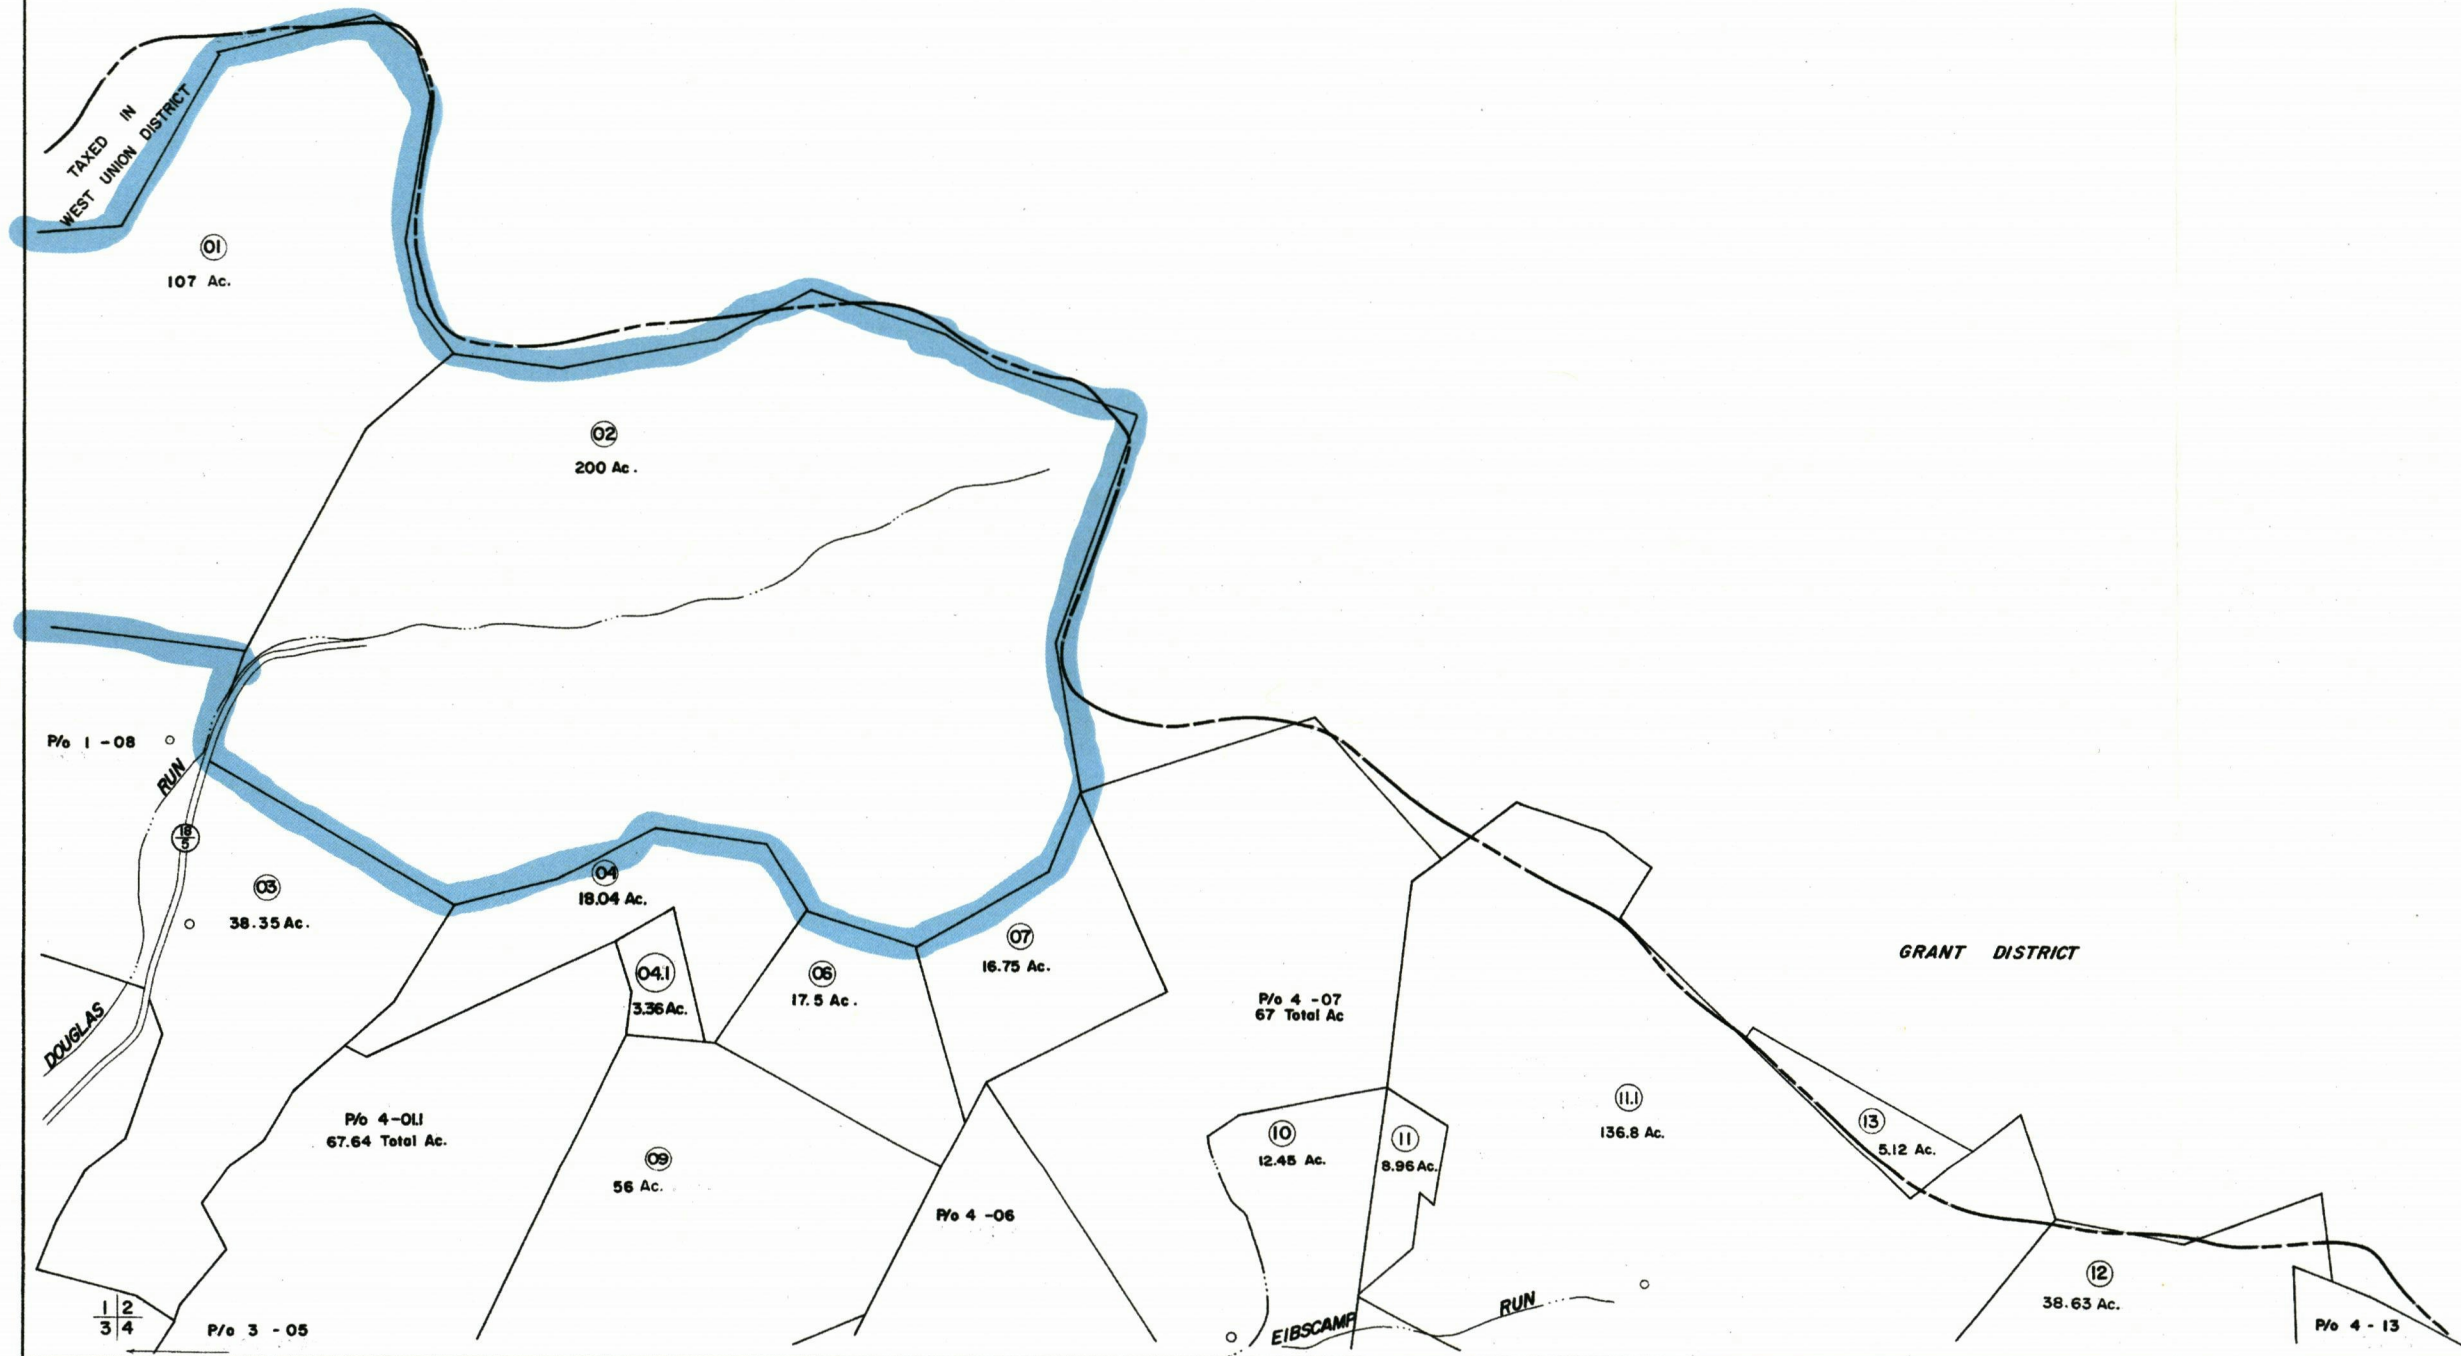 TAXED IN
WEST UNION DISTRICT
01
107 Ac.
02
200 Ac.
P/o 1 -08
RUN
18
5
03
38.35 Ac.
04
18.04 Ac.
04.1
3.36 Ac.
06
17.5 Ac.
07
16.75 Ac.
GRANT DISTRICT
P/o 4 -07
67 Total Ac
DOUGLAS
P/o 4-01.1
67.64 Total Ac.
09
56 Ac.
P/o 4 -06
10
12.45 Ac.
11
8.96 Ac.
11.1
136.8 Ac.
13
5.12 Ac.
12
38.63 Ac.
1 2
3 4
P/o 3 -05
EIBSCAMP RUN
P/o 4 - 13